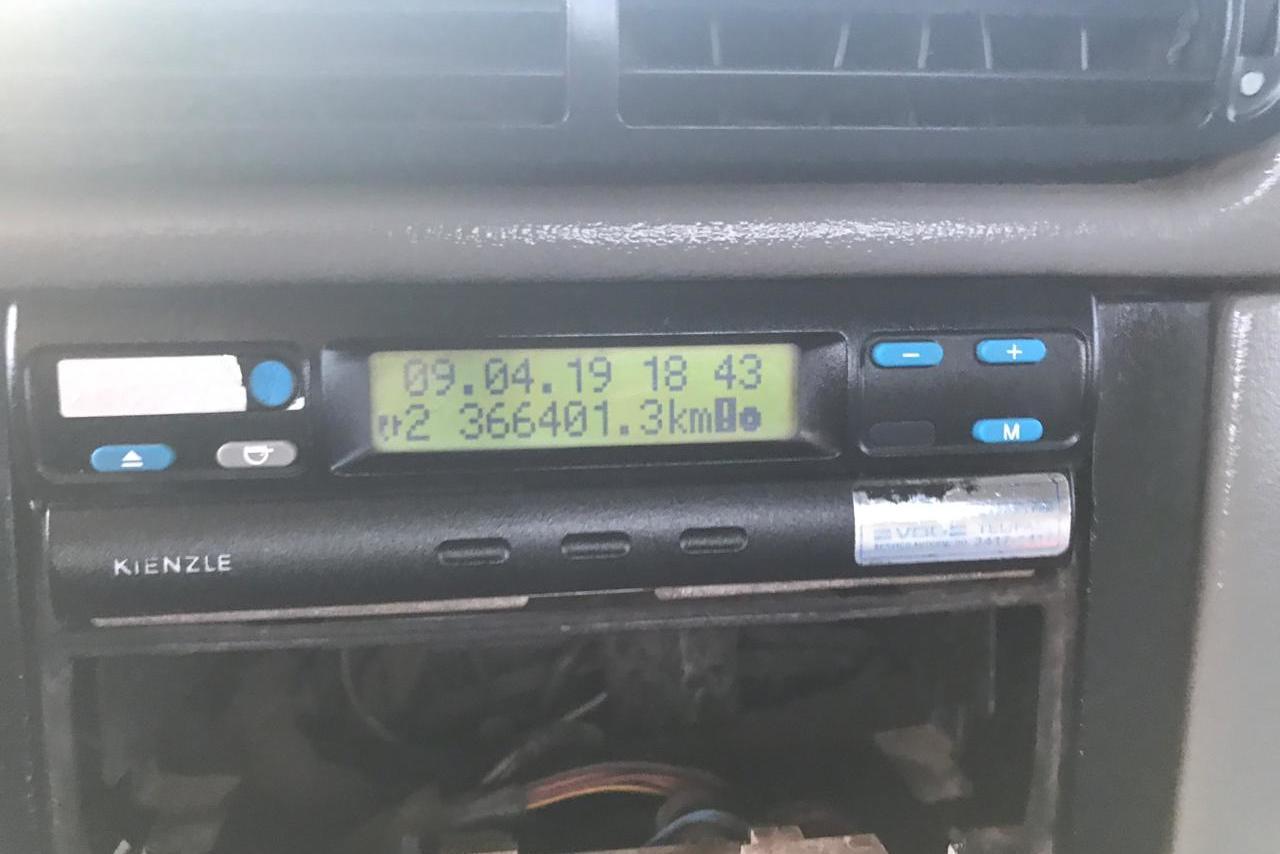 09.04.19 18 43
2 366401.3km
− +
M
KIENZLE